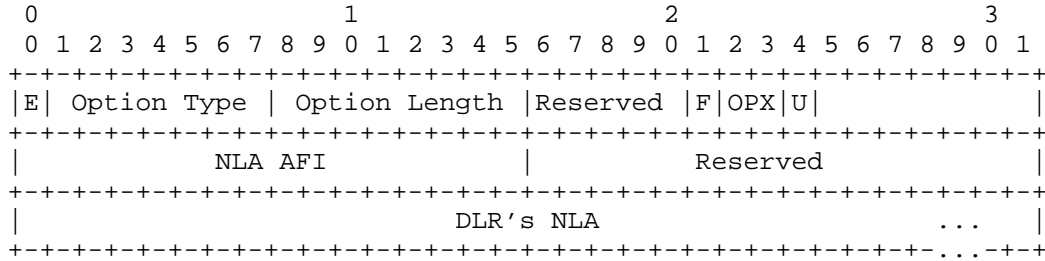 0                   1                   2                   3
 0 1 2 3 4 5 6 7 8 9 0 1 2 3 4 5 6 7 8 9 0 1 2 3 4 5 6 7 8 9 0 1
+-+-+-+-+-+-+-+-+-+-+-+-+-+-+-+-+-+-+-+-+-+-+-+-+-+-+-+-+-+-+-+-+
|E| Option Type | Option Length |Reserved |F|OPX|U|             |
+-+-+-+-+-+-+-+-+-+-+-+-+-+-+-+-+-+-+-+-+-+-+-+-+-+-+-+-+-+-+-+-+
|            NLA AFI            |          Reserved             |
+-+-+-+-+-+-+-+-+-+-+-+-+-+-+-+-+-+-+-+-+-+-+-+-+-+-+-+-+-+-+-+-+
|                           DLR's NLA                     ...   |
+-+-+-+-+-+-+-+-+-+-+-+-+-+-+-+-+-+-+-+-+-+-+-+-+-+-+-+-+-...-+-+